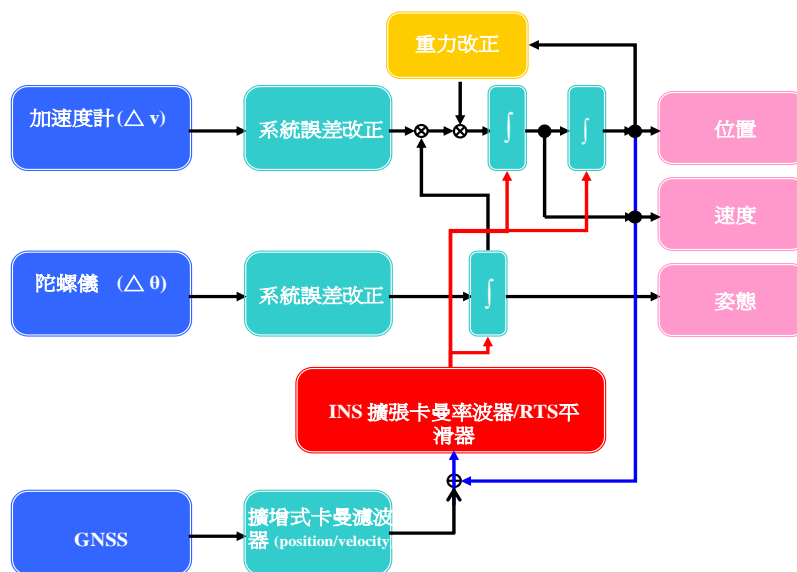 重力改正
加速度計 (△ v)
系統誤差改正
∫
∫
位置
速度
陀螺儀 (△ θ)
系統誤差改正
∫
姿態
INS 擴張卡曼率波器/RTS平
滑器
GNSS
擴增式卡曼濾波
器 (position/velocity)